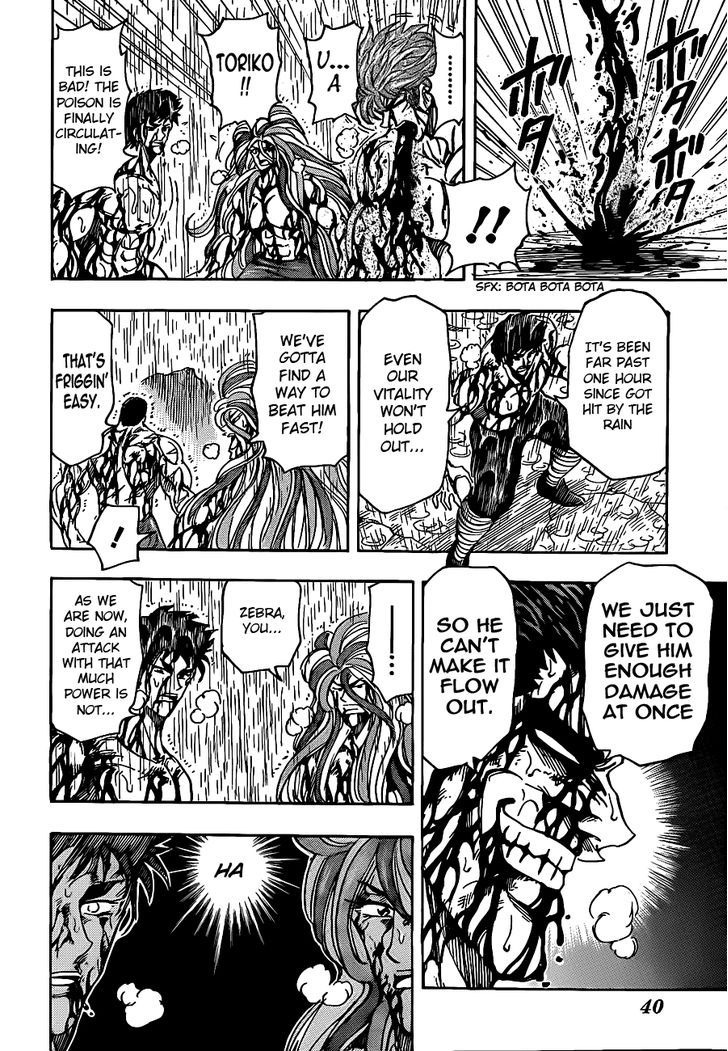 ボタ
ボタ
ボタ
SFX: BOTA BOTA BOTA
!!
.........
U...
A
TORIKO
!!
THIS IS
BAD! THE
POISON IS
FINALLY
CIRCULAT-
ING!
IT'S BEEN
FAR PAST
ONE HOUR
SINCE GOT
HIT BY THE
RAIN
EVEN
OUR
VITALITY
WON'T
HOLD
OUT...
WE'VE
GOTTA
FIND
A WAY
TO
BEAT HIM
FAST!
THAT'S
FRIGGIN'
EASY.
!
WE JUST
NEED TO
GIVE HIM
ENOUGH
DAMAGE
AT ONCE
SO HE
CAN'T
MAKE IT
FLOW
OUT.
......
ZEBRA,
YOU...
AS WE
ARE NOW,
DOING AN
ATTACK
WITH THAT
MUCH
POWER IS
NOT...
HA
40